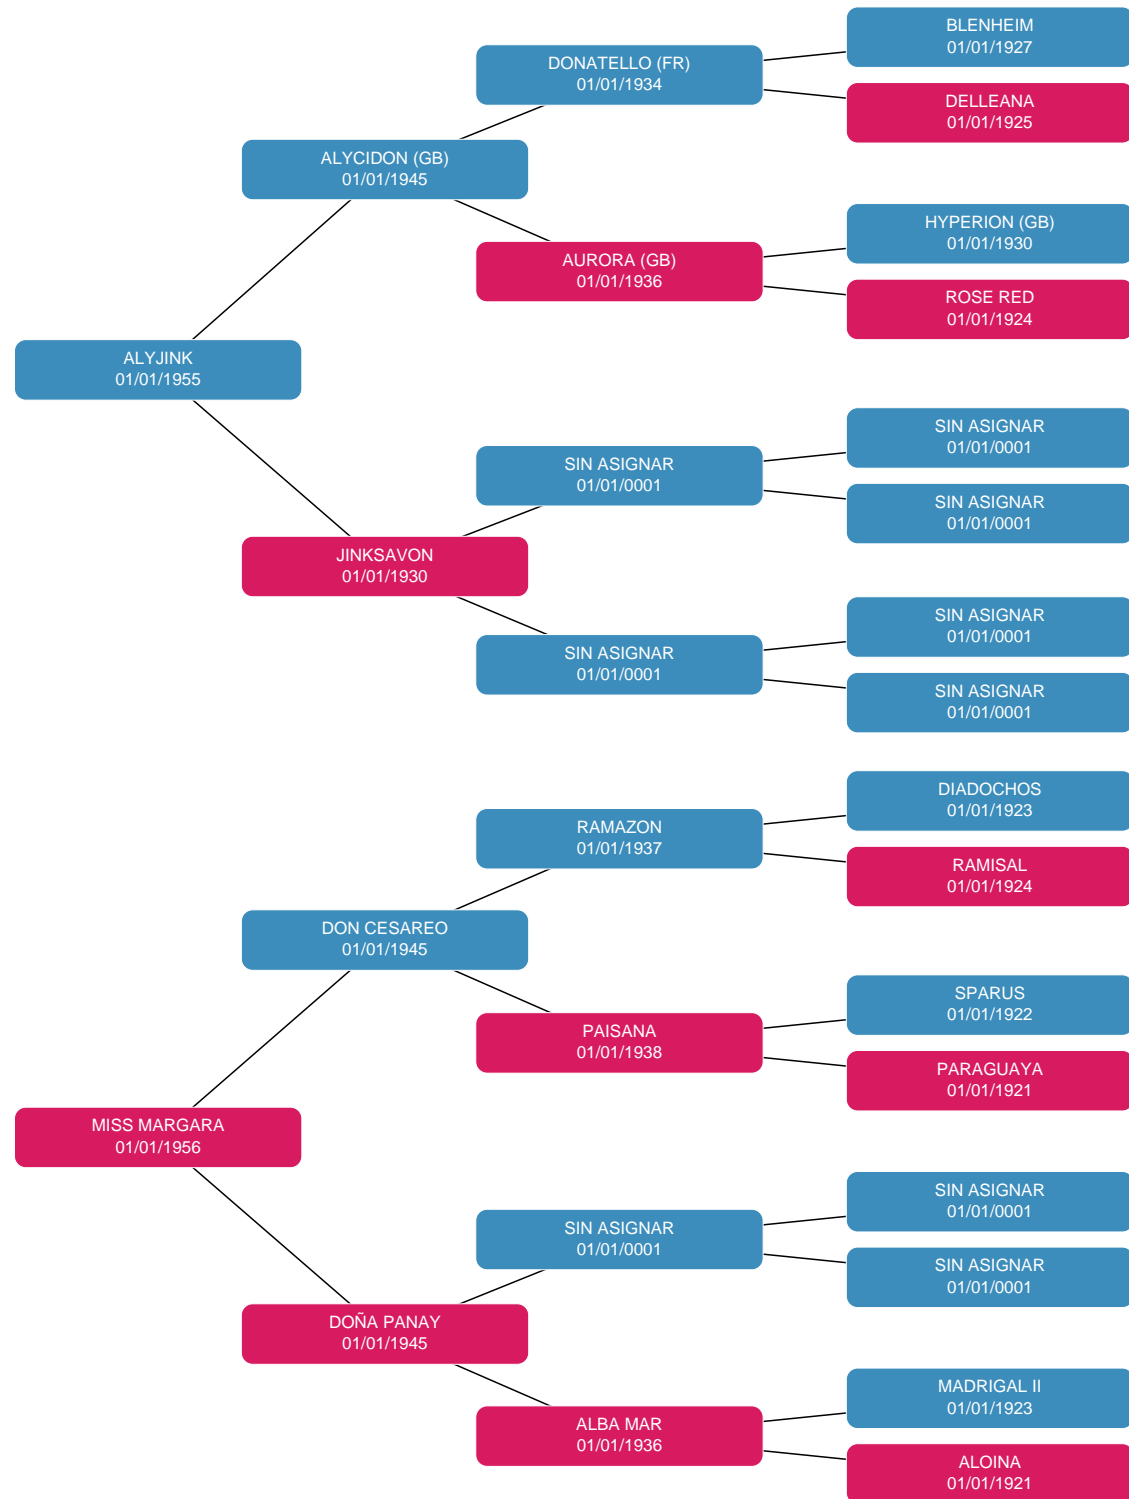 BLENHEIM
01/01/1927
DONATELLO (FR)
01/01/1934
DELLEANA
01/01/1925
ALYCIDON (GB)
01/01/1945
HYPERION (GB)
01/01/1930
AURORA (GB)
01/01/1936
ROSE RED
01/01/1924
ALYJINK
01/01/1955
SIN ASIGNAR
01/01/0001
SIN ASIGNAR
01/01/0001
SIN ASIGNAR
01/01/0001
JINKSAVON
01/01/1930
SIN ASIGNAR
01/01/0001
SIN ASIGNAR
01/01/0001
SIN ASIGNAR
01/01/0001
DIADOCHOS
01/01/1923
RAMAZON
01/01/1937
RAMISAL
01/01/1924
DON CESAREO
01/01/1945
SPARUS
01/01/1922
PAISANA
01/01/1938
PARAGUAYA
01/01/1921
MISS MARGARA
01/01/1956
SIN ASIGNAR
01/01/0001
SIN ASIGNAR
01/01/0001
SIN ASIGNAR
01/01/0001
DOÑA PANAY
01/01/1945
MADRIGAL II
01/01/1923
ALBA MAR
01/01/1936
ALOINA
01/01/1921